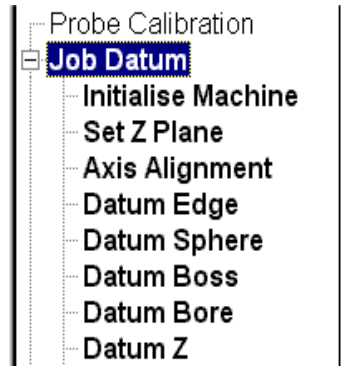 Probe Calibration
Job Datum
Initialise Machine
Set Z Plane
Axis Alignment
Datum Edge
Datum Sphere
Datum Boss
Datum Bore
Datum Z